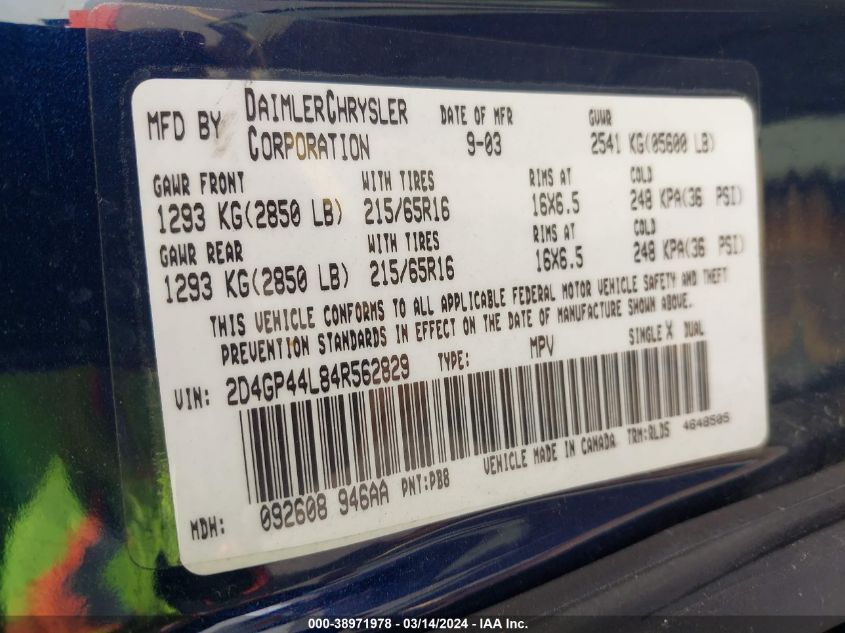 MFD BY DAIMLERCHRYSLER CORPORATION DATE OF MFR 9-03 GVWR 2541 KG(05600 LB)
GAWR FRONT WITH TIRES RIMS AT COLD
1293 KG(2850 LB) 215/65R16 16X6.5 248 KPA(36 PSI)
GAWR REAR WITH TIRES RIMS AT COLD
1293 KG(2850 LB) 215/65R16 16X6.5 248 KPA(36 PSI)
THIS VEHICLE CONFORMS TO ALL APPLICABLE FEDERAL MOTOR VEHICLE SAFETY AND THEFT
PREVENTION STANDARDS IN EFFECT ON THE DATE OF MANUFACTURE SHOWN ABOVE.
VIN: 2D4GP44L84R562829 TYPE: MPV SINGLE X DUAL
MDH: 092608 946AA PNT:PB8 VEHICLE MADE IN CANADA TRM:RLDS 4648505
000-38971978 - 03/14/2024 - IAA Inc.